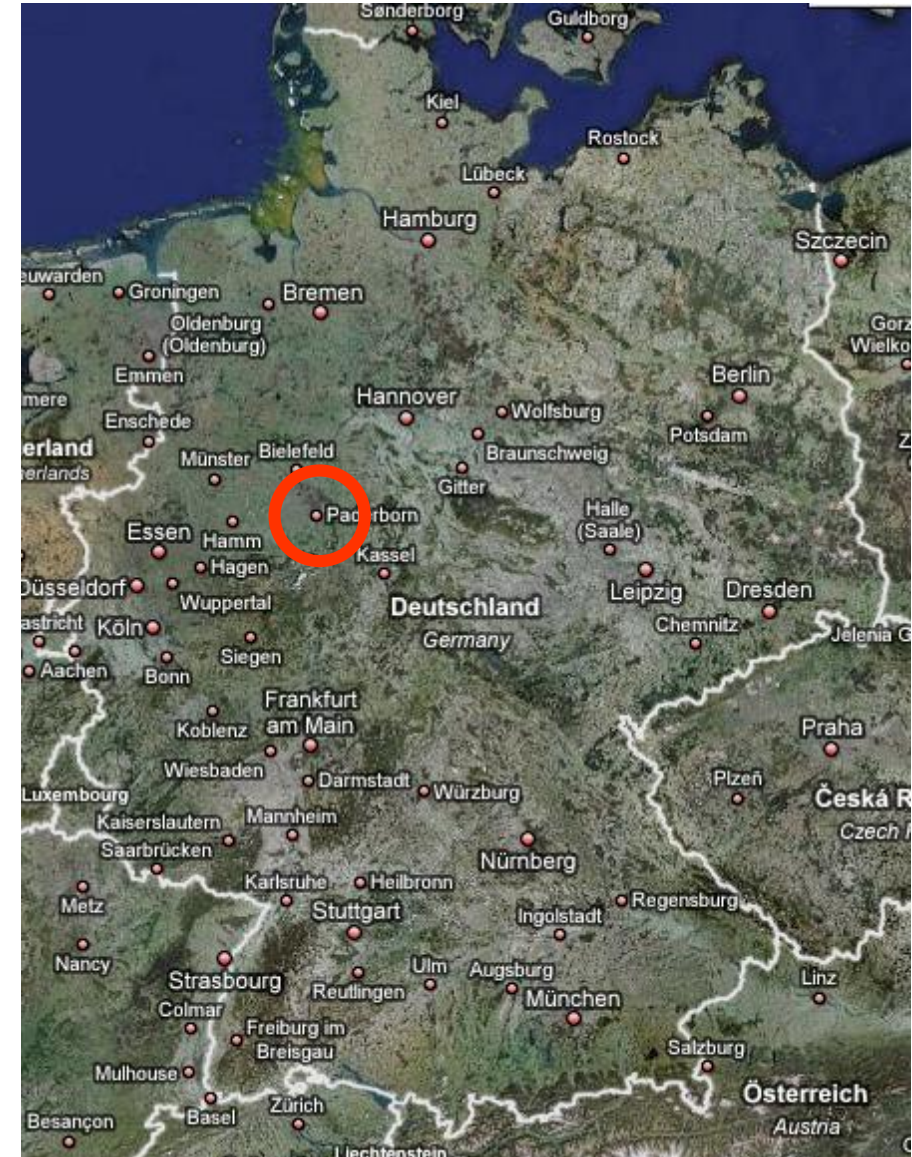 Sønderborg
Guldborg
Kiel
Rostock
Lübeck
Hamburg
Szczecin
Groningen
Bremen
Oldenburg
(Oldenburg)
Emmen
Berlin
Hannover
Wolfsburg
Enschede
Potsdam
Braunschweig
Münster
Bielefeld
Gitter
Halle
(Saale)
Paderborn
Essen
Hamm
Kassel
Hagen
Düsseldorf
Leipzig
Dresden
Wuppertal
Deutschland
Germany
Köln
Chemnitz
Jelenia G
Siegen
Aachen
Bonn
Frankfurt
am Main
Koblenz
Praha
Wiesbaden
Darmstadt
Würzburg
Plzeň
Luxembourg
Česká R
Czech
Kaiserslautern
Mannheim
Saarbrücken
Nürnberg
Karlsruhe
Heilbronn
Metz
Regensburg
Stuttgart
Ingolstadt
Nancy
Ulm
Augsburg
Linz
Strasbourg
Reutlingen
München
Colmar
Freiburg im
Breisgau
Salzburg
Mulhouse
Österreich
Austria
Zürich
Basel
Besançon
Liechtenstein